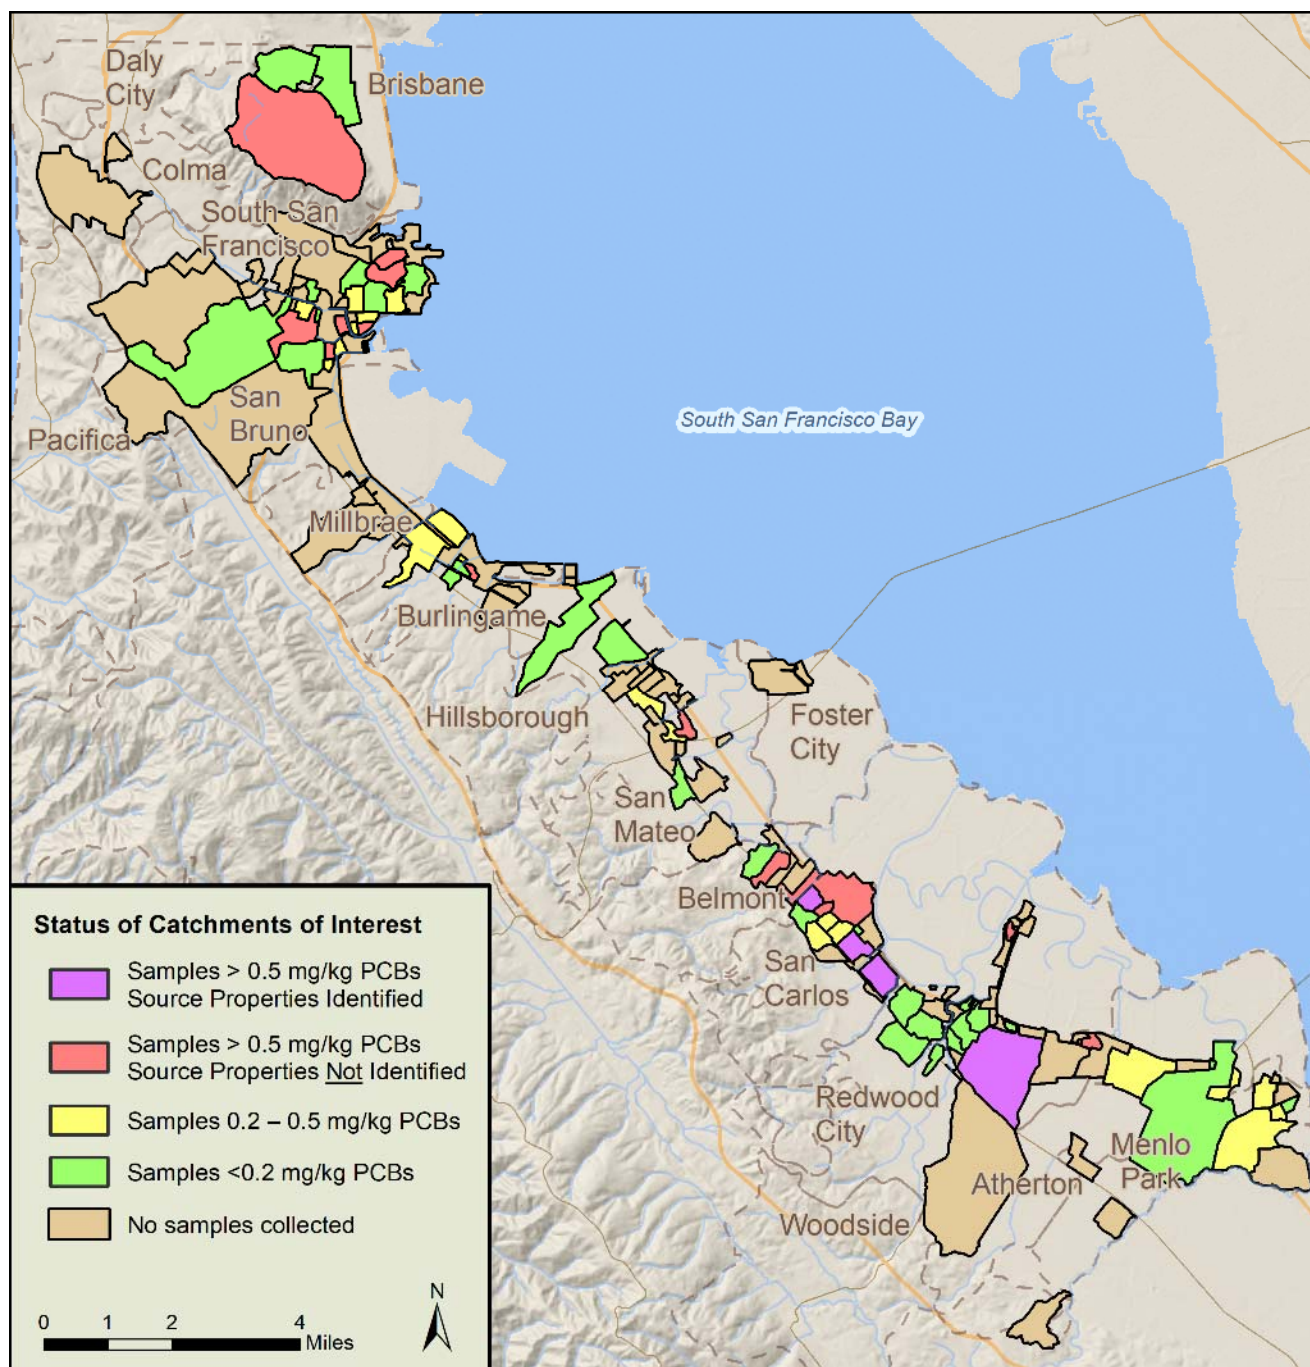 Daly
City
Brisbane
Colma
South San
Francisco
San
Bruno
Pacifica
South San Francisco Bay
Millbrae
Burlingame
Hillsborough
Foster
City
San
Mateo
Belmont
San
Carlos
Redwood
City
Menlo
Park
Atherton
Woodside
Status of Catchments of Interest
Samples > 0.5 mg/kg PCBs
Source Properties Identified
Samples > 0.5 mg/kg PCBs
Source Properties Not Identified
Samples 0.2 – 0.5 mg/kg PCBs
Samples <0.2 mg/kg PCBs
No samples collected
N
0 1 2 4
Miles